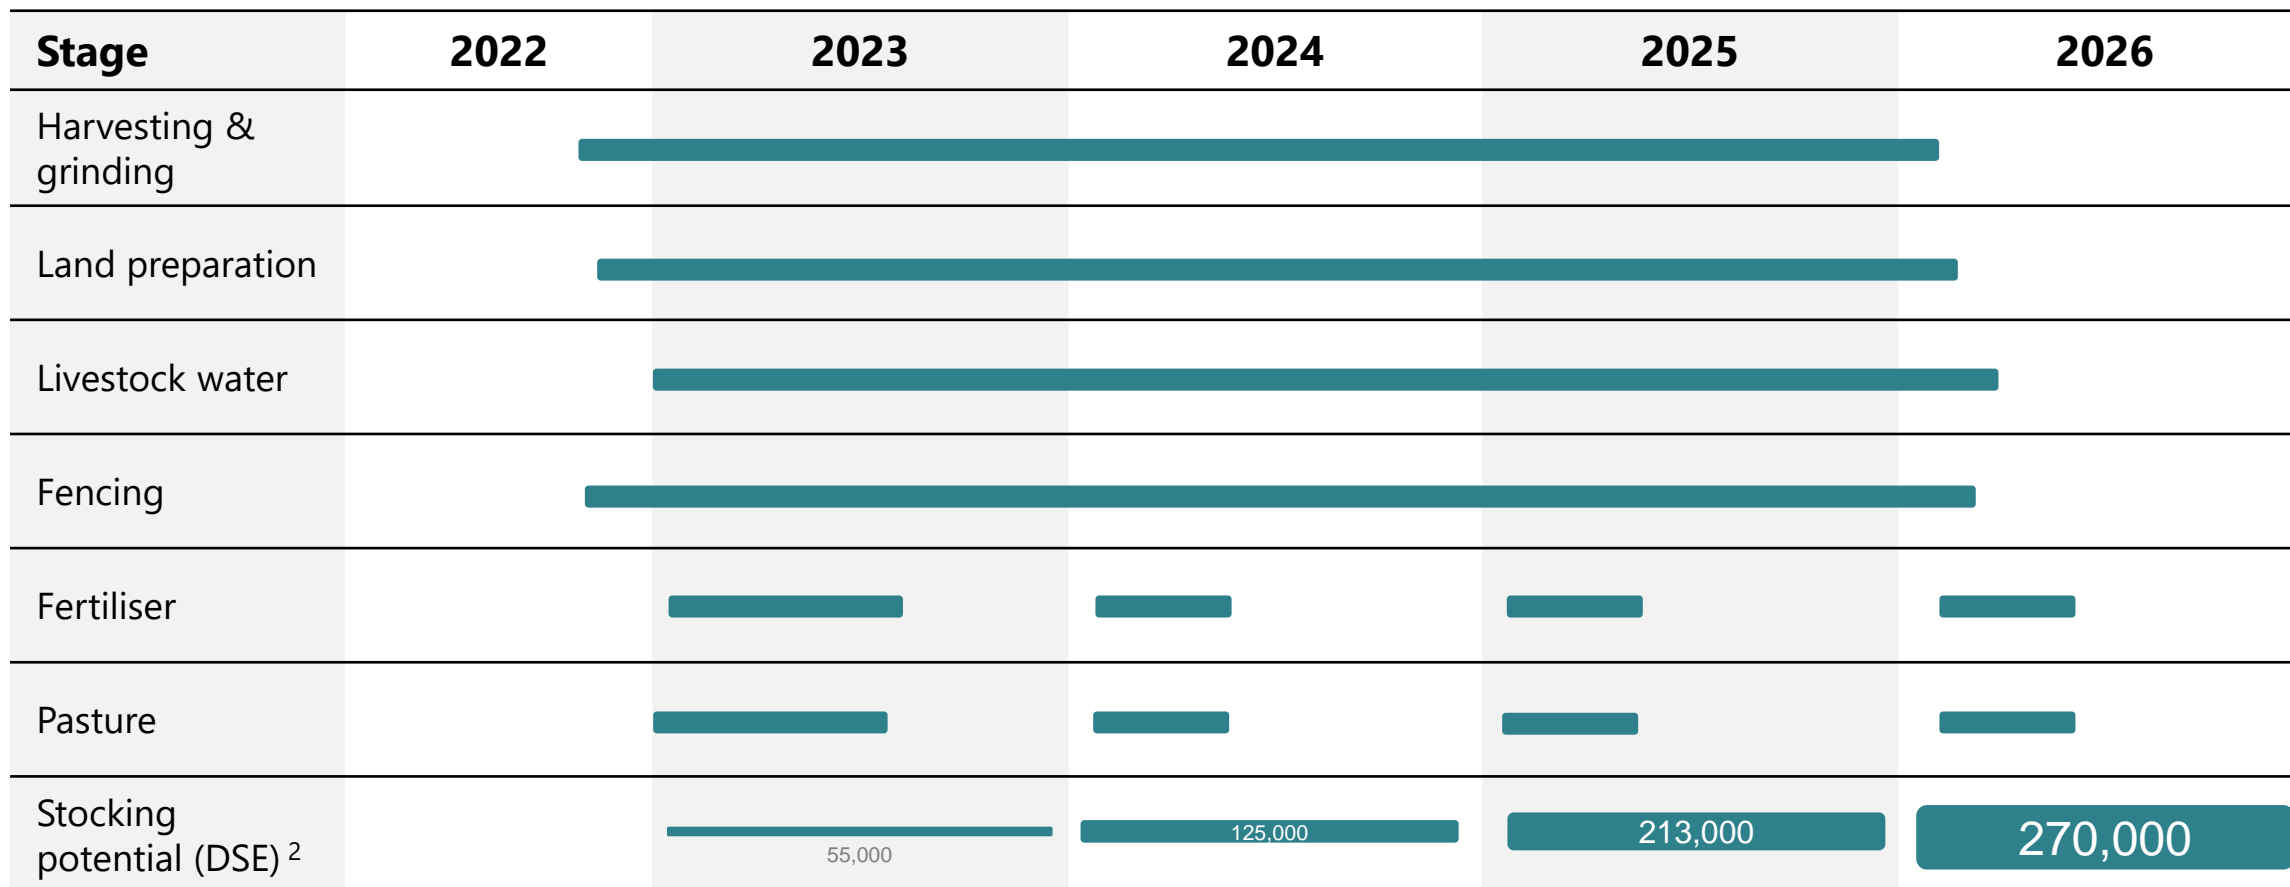 Stage 2022 2023 2024 2025 2026
Harvesting &
grinding
Land preparation
Livestock water
Fencing
Fertiliser
Pasture
Stocking
potential (DSE) 2
55,000
125,000
213,000
270,000